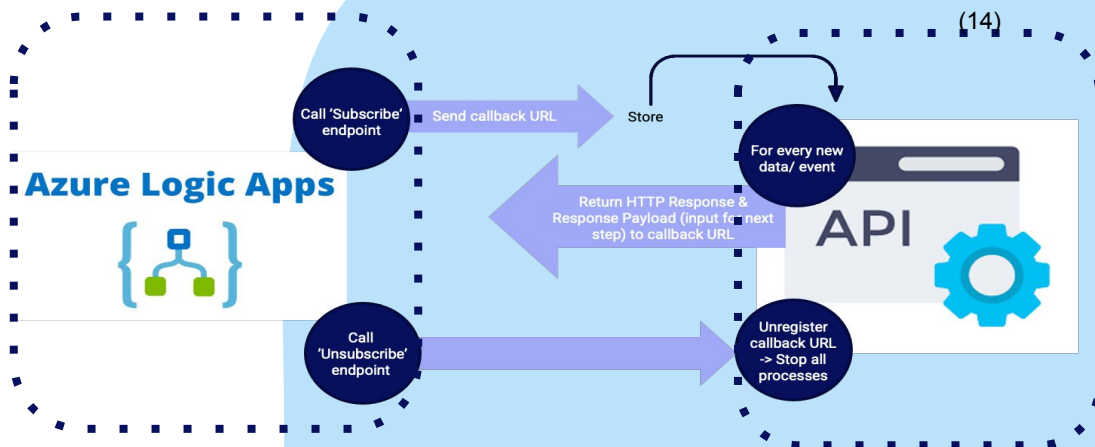 (14)
Call 'Subscribe'
endpoint
Send callback URL
Store
For every new
data/ event
Azure Logic Apps
Return HTTP Response &
Response Payload (input for next
step) to callback URL
API
Call
'Unsubscribe'
endpoint
Unregister
callback URL
-> Stop all
processes